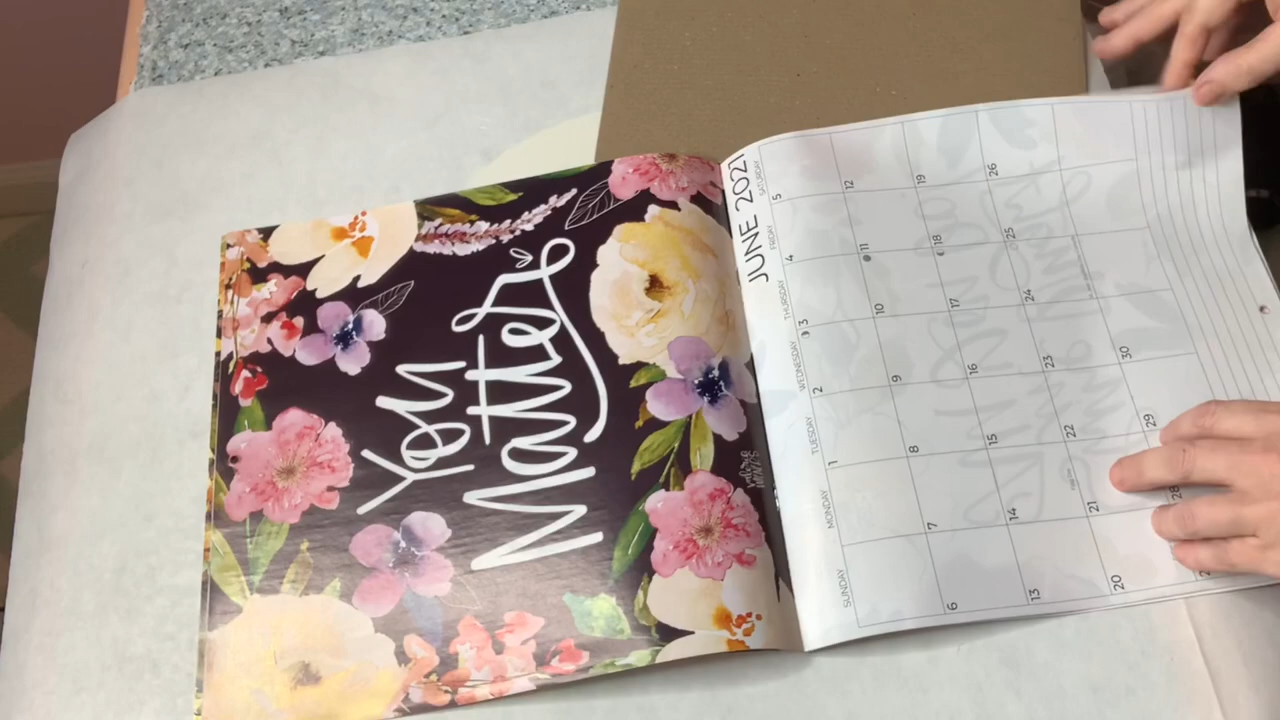 You
Matter
JUNE 2021
SUNDAY MONDAY TUESDAY WEDNESDAY THURSDAY FRIDAY SATURDAY
1 2 3 4 5
6 7 8 9 10 11 12
13 14 15 16 17 18 19
20 21 22 23 24 25 26
28 29 30